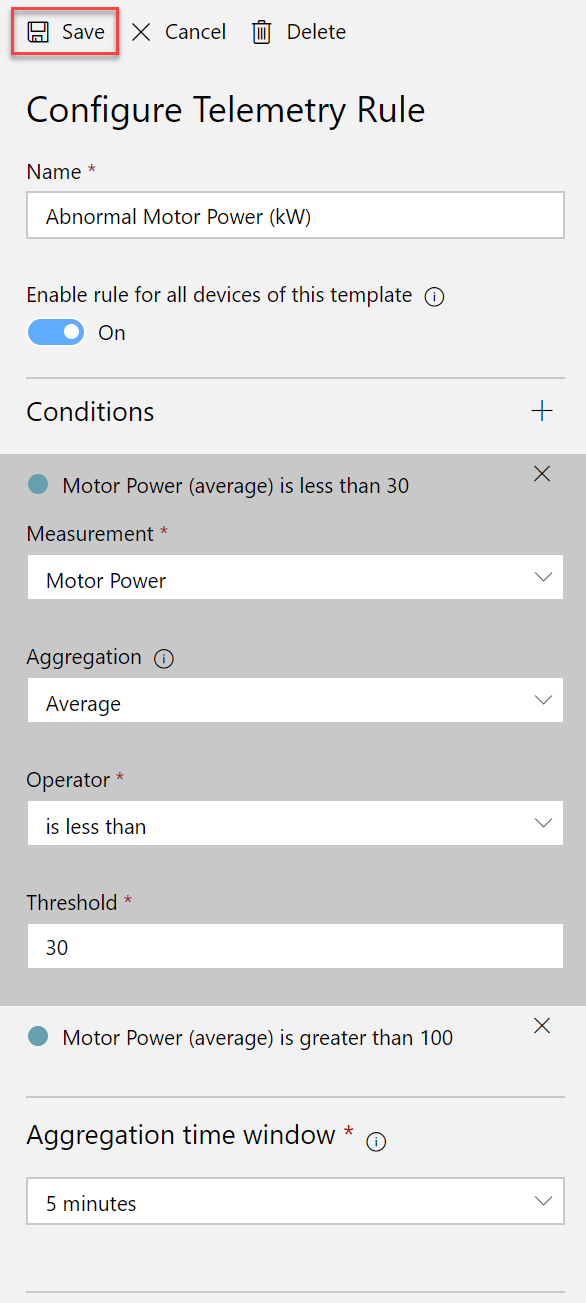 Save Cancel Delete
Configure Telemetry Rule
Name *
Abnormal Motor Power (kW)
Enable rule for all devices of this template
On
Conditions
Motor Power (average) is less than 30
Measurement *
Motor Power
Aggregation
Average
Operator *
is less than
Threshold *
30
Motor Power (average) is greater than 100
Aggregation time window *
5 minutes